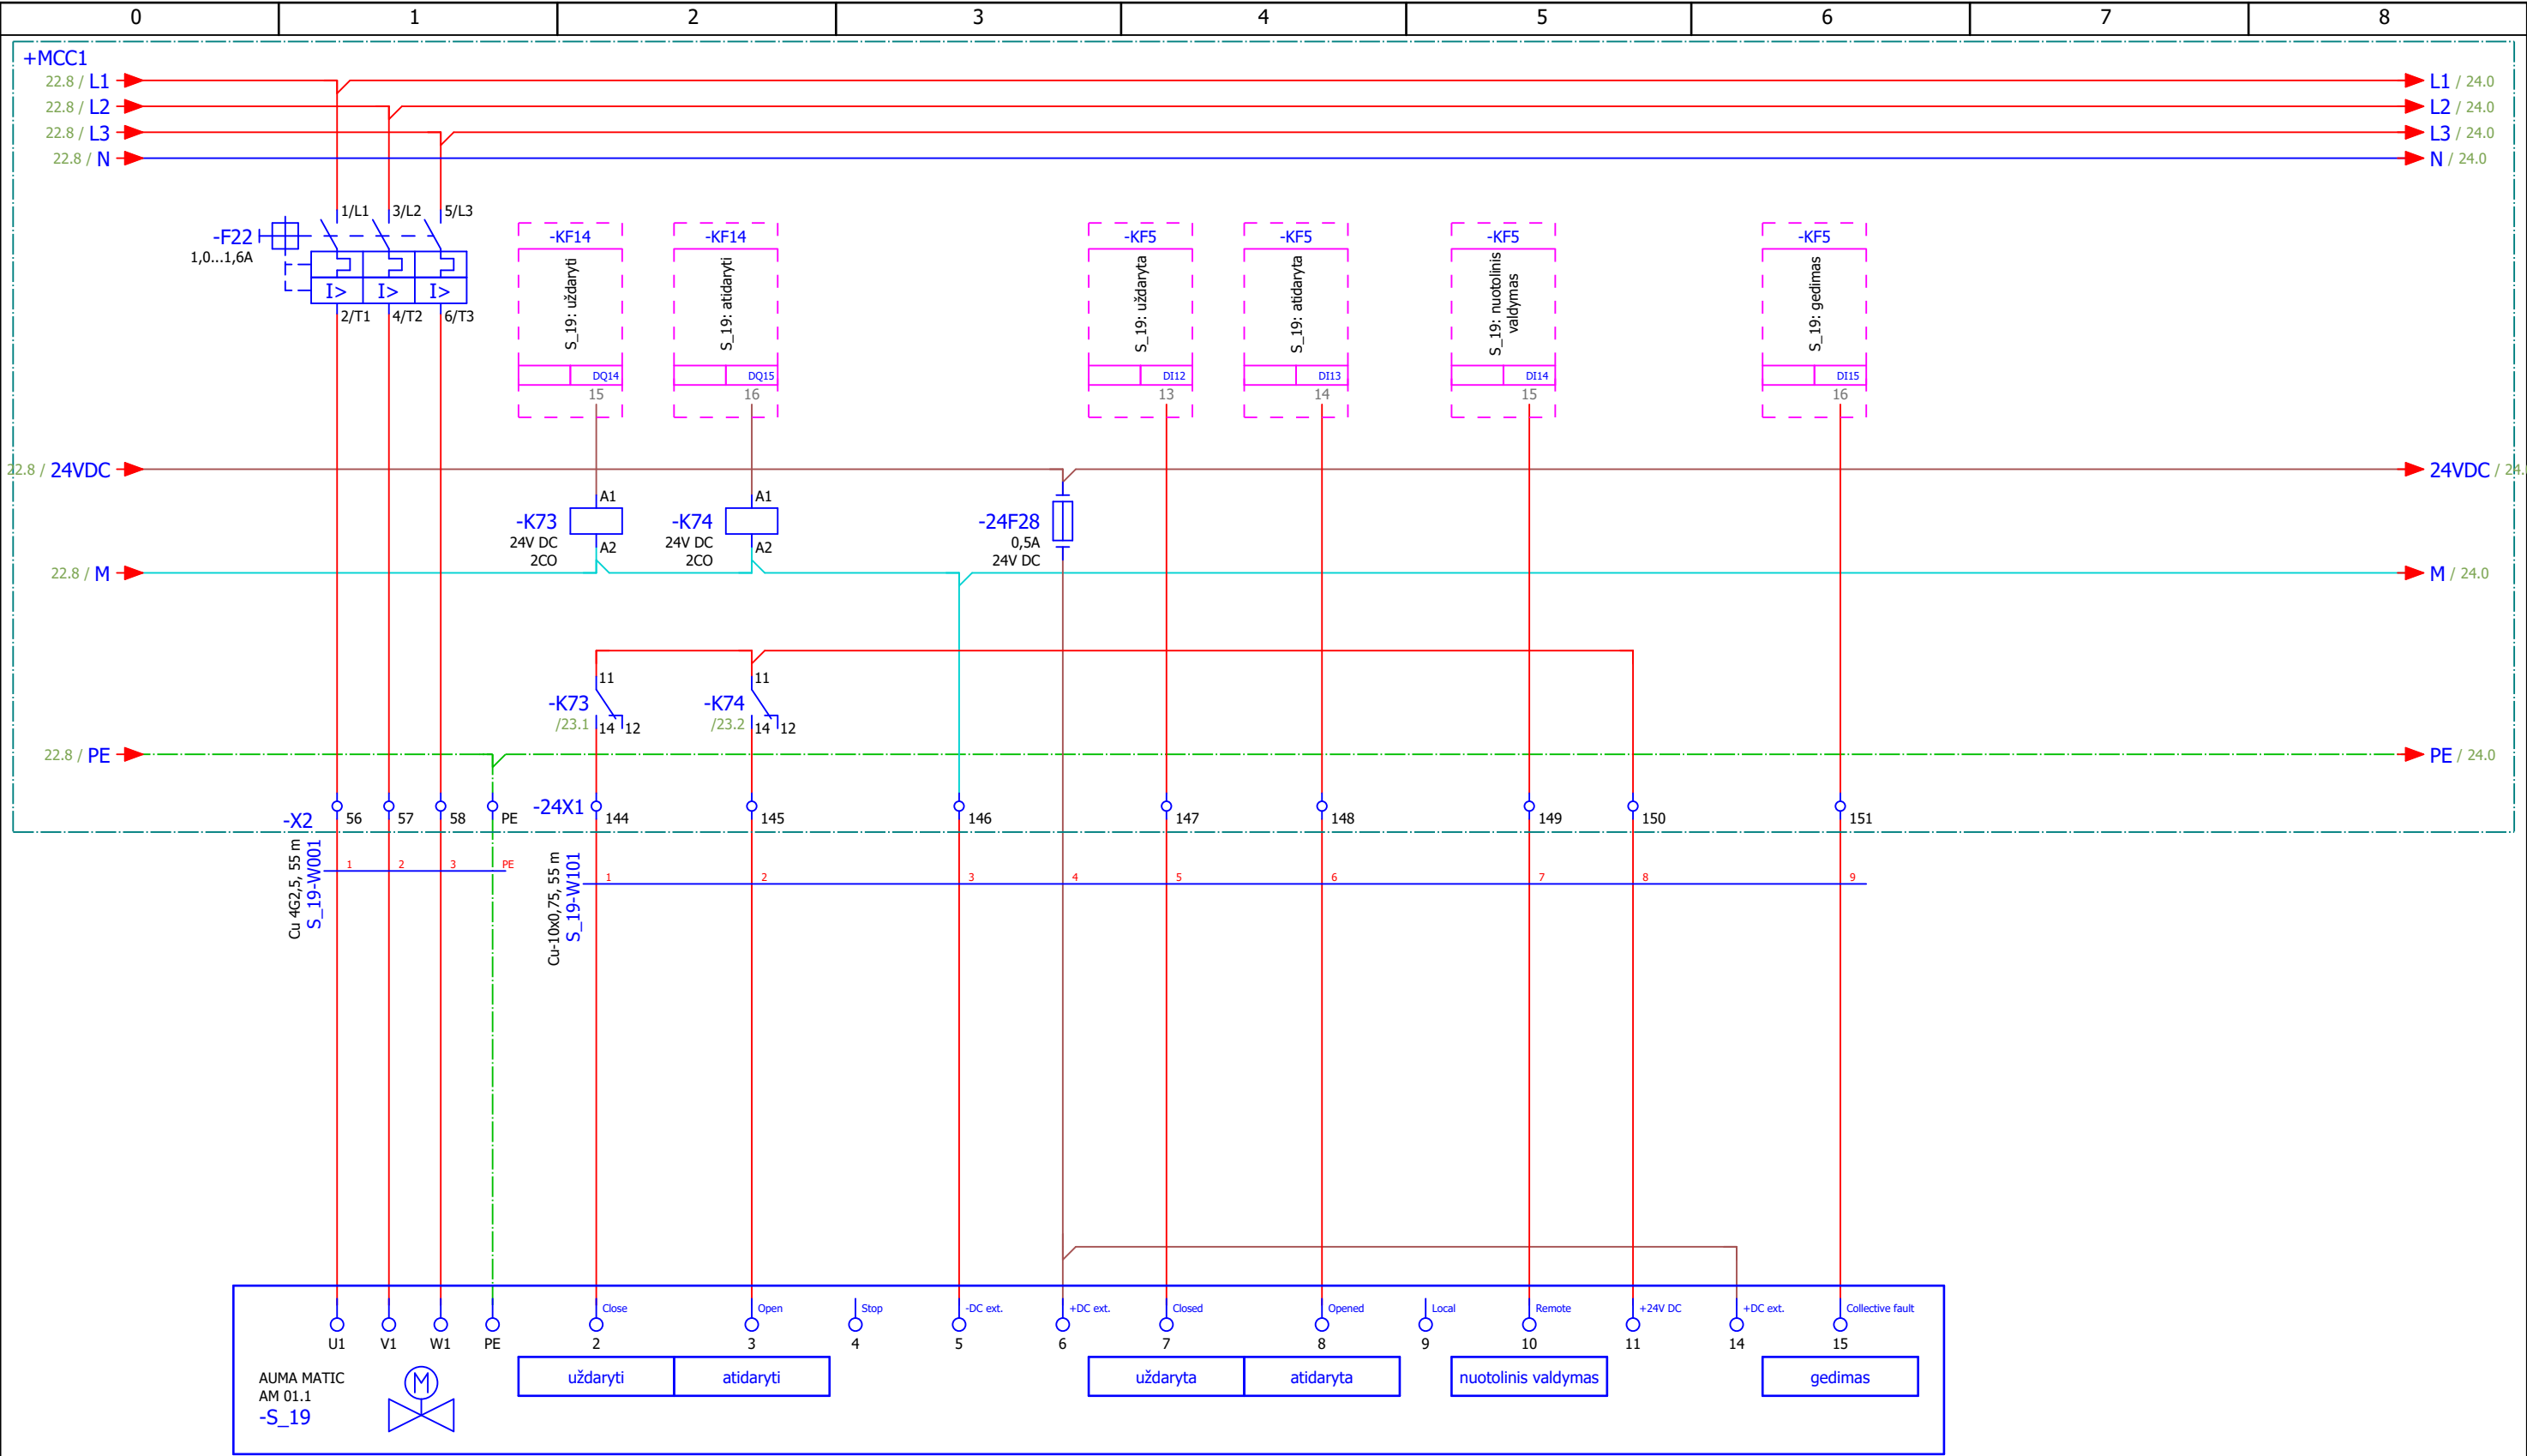 0 1 2 3 4 5 6 7 8
+MCC1
22.8 / L1 L1 / 24.0
22.8 / L2 L2 / 24.0
22.8 / L3 L3 / 24.0
22.8 / N N / 24.0
1/L1 3/L2 5/L3
-F22
1,0...1,6A
I> I> I>
2/T1 4/T2 6/T3
-KF14
S_19: uždaryti
DQ14
15
-KF14
S_19: atidaryti
DQ15
16
-KF5
S_19: uždaryta
DI12
13
-KF5
S_19: atidaryta
DI13
14
-KF5
S_19: nuotolinis
valdymas
DI14
15
-KF5
S_19: gedimas
DI15
16
22.8 / 24VDC 24VDC / 24.
A1
-K73
24V DC
2CO
A2
A1
-K74
24V DC
2CO
A2
-24F28
0,5A
24V DC
22.8 / M M / 24.0
11
-K73
/23.1
14 12
11
-K74
/23.2
14 12
22.8 / PE PE / 24.0
-X2 56 57 58 PE
-24X1 144 145 146 147 148 149 150 151
Cu 4G2,5, 55 m
S_19-W001
1 2 3 PE
Cu-10x0,75, 55 m
S_19-W101
1 2 3 4 5 6 7 8 9
Close Open Stop -DC ext. +DC ext. Closed Opened Local Remote +24V DC +DC ext. Collective fault
U1 V1 W1 PE 2 3 4 5 6 7 8 9 10 11 14 15
uždaryti atidaryti uždaryta atidaryta nuotolinis valdymas gedimas
AUMA MATIC
AM 01.1
-S_19
M